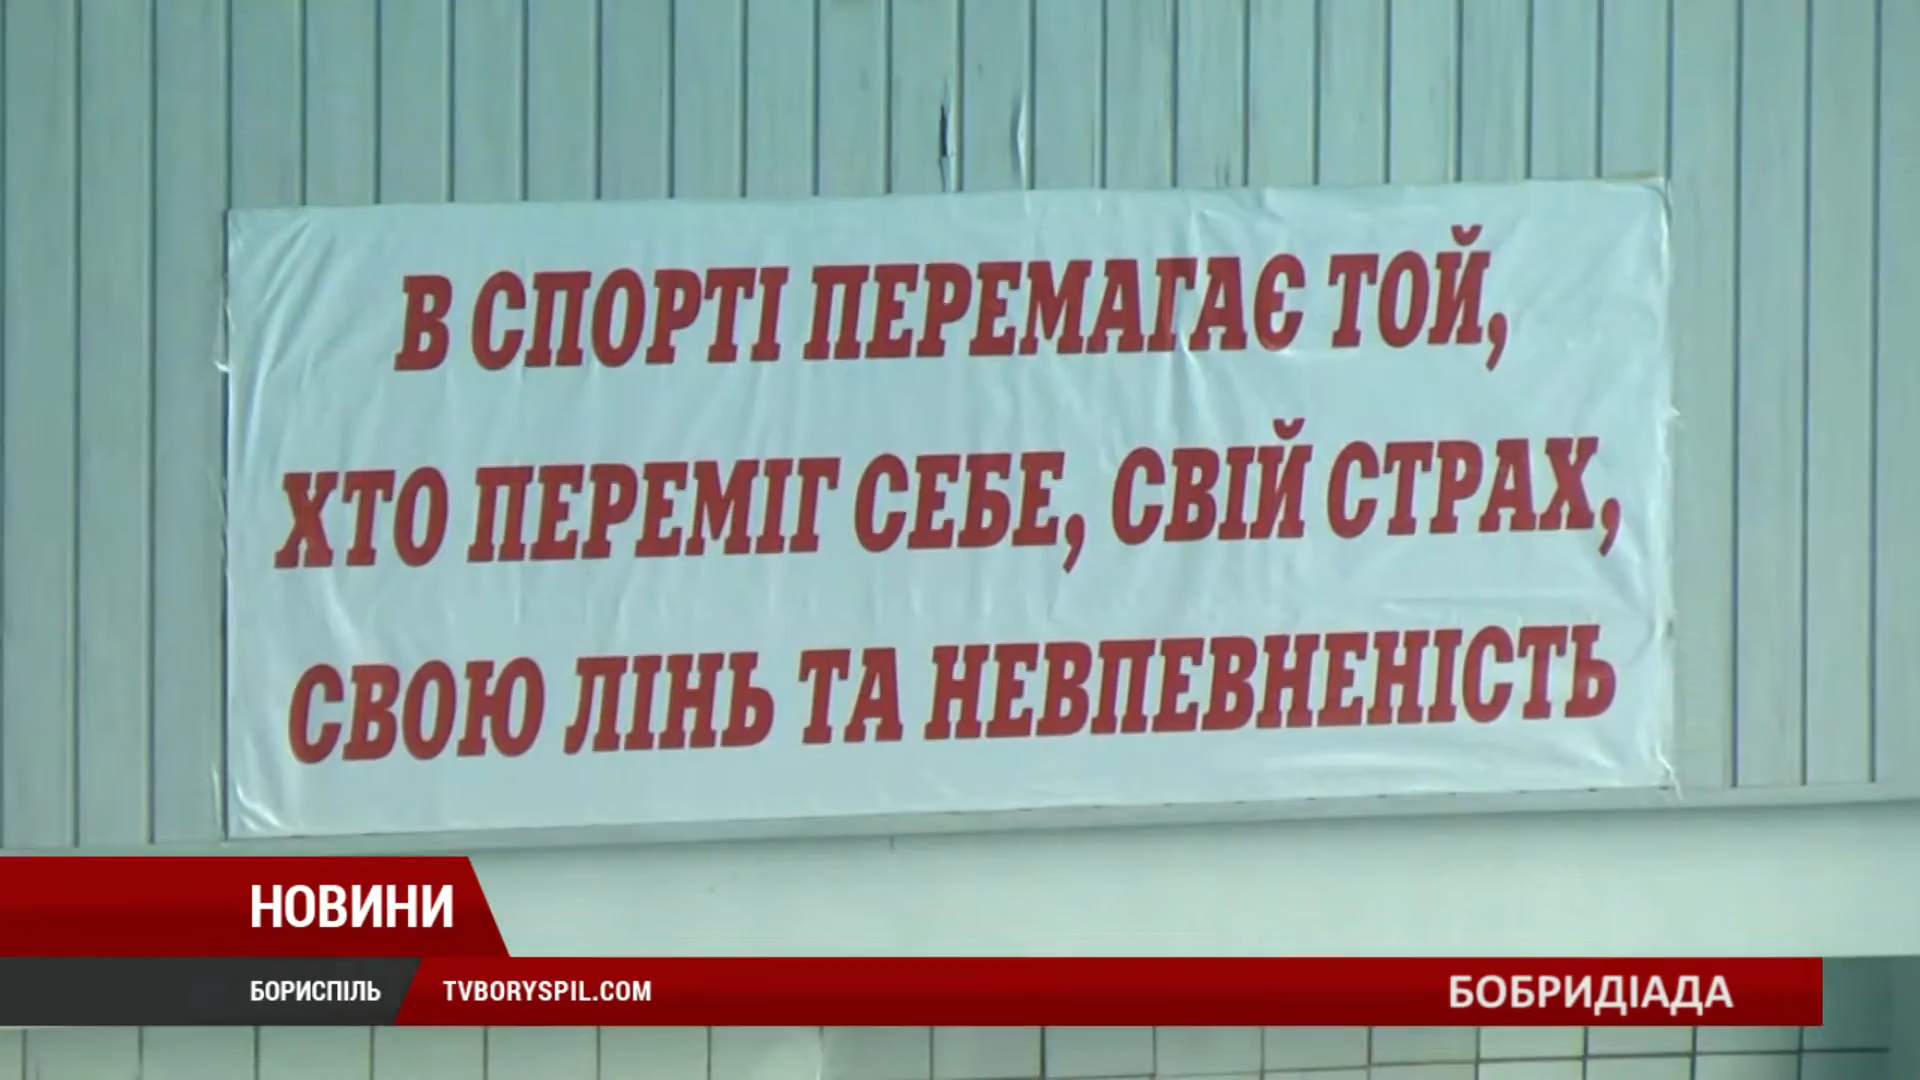 В СПОРТІ ПЕРЕМАГАЄ ТОЙ,
ХТО ПЕРЕМІГ СЕБЕ, СВІЙ СТРАХ,
СВОЮ ЛІНЬ ТА НЕВПЕВНЕНІСТЬ
НОВИНИ
БОРИСПІЛЬ TVBORYSPIL.COM БОБРИДІАДА